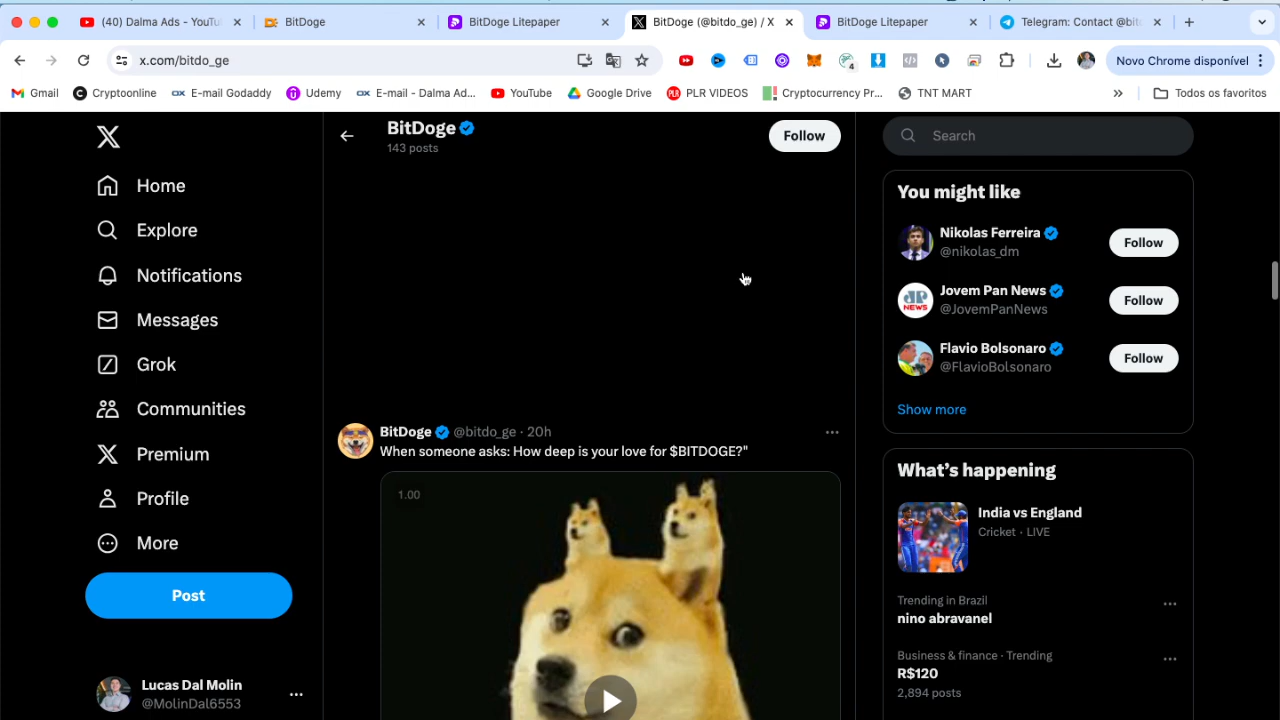 (40) Dalma Ads - YouTu
BitDoge
BitDoge Litepaper
BitDoge (@bitdo_ge) / X
BitDoge Litepaper
Telegram: Contact @bit
x.com/bitdo_ge
4
Novo Chrome disponível
Gmail
Cryptoonline
E-mail Godaddy
Udemy
E-mail - Dalma Ad...
YouTube
Google Drive
PLR VIDEOS
Cryptocurrency Pr...
TNT MART
Todos os favoritos
BitDoge
143 posts
Follow
Search
Home
Explore
Notifications
Messages
Grok
Communities
Premium
Profile
More
Post
Lucas Dal Molin
@MolinDal6553
BitDoge @bitdo_ge · 20h
When someone asks: How deep is your love for $BITDOGE?"
1.00
You might like
Nikolas Ferreira
@nikolas_dm
Follow
JP
NEWS
Jovem Pan News
@JovemPanNews
Follow
Flavio Bolsonaro
@FlavioBolsonaro
Follow
Show more
What's happening
India vs England
Cricket · LIVE
Trending in Brazil
nino abravanel
Business & finance · Trending
R$120
2,894 posts